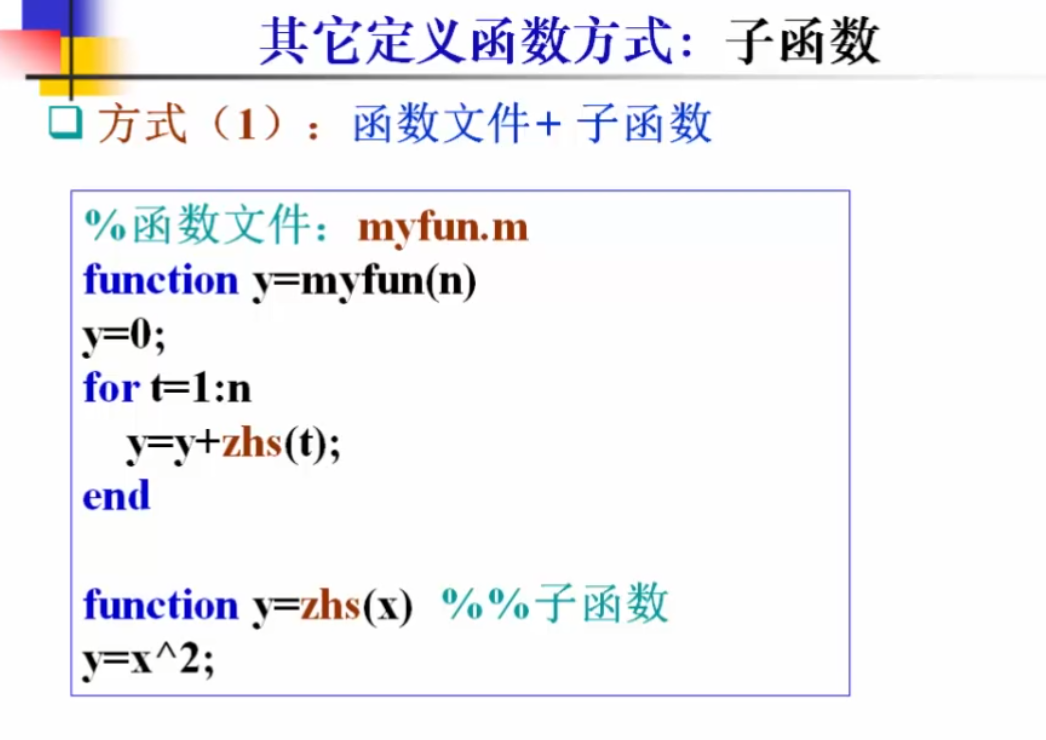 其它定义函数方式：子函数
方式（1）：函数文件+ 子函数
%函数文件：myfun.m
function y=myfun(n)
y=0;
for t=1:n
y=y+zhs(t);
end
function y=zhs(x) %%子函数
y=x^2;